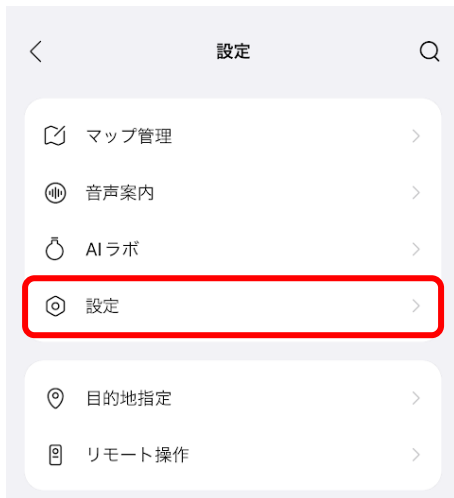 設定
マップ管理
音声案内
AIラボ
設定
目的地指定
リモート操作